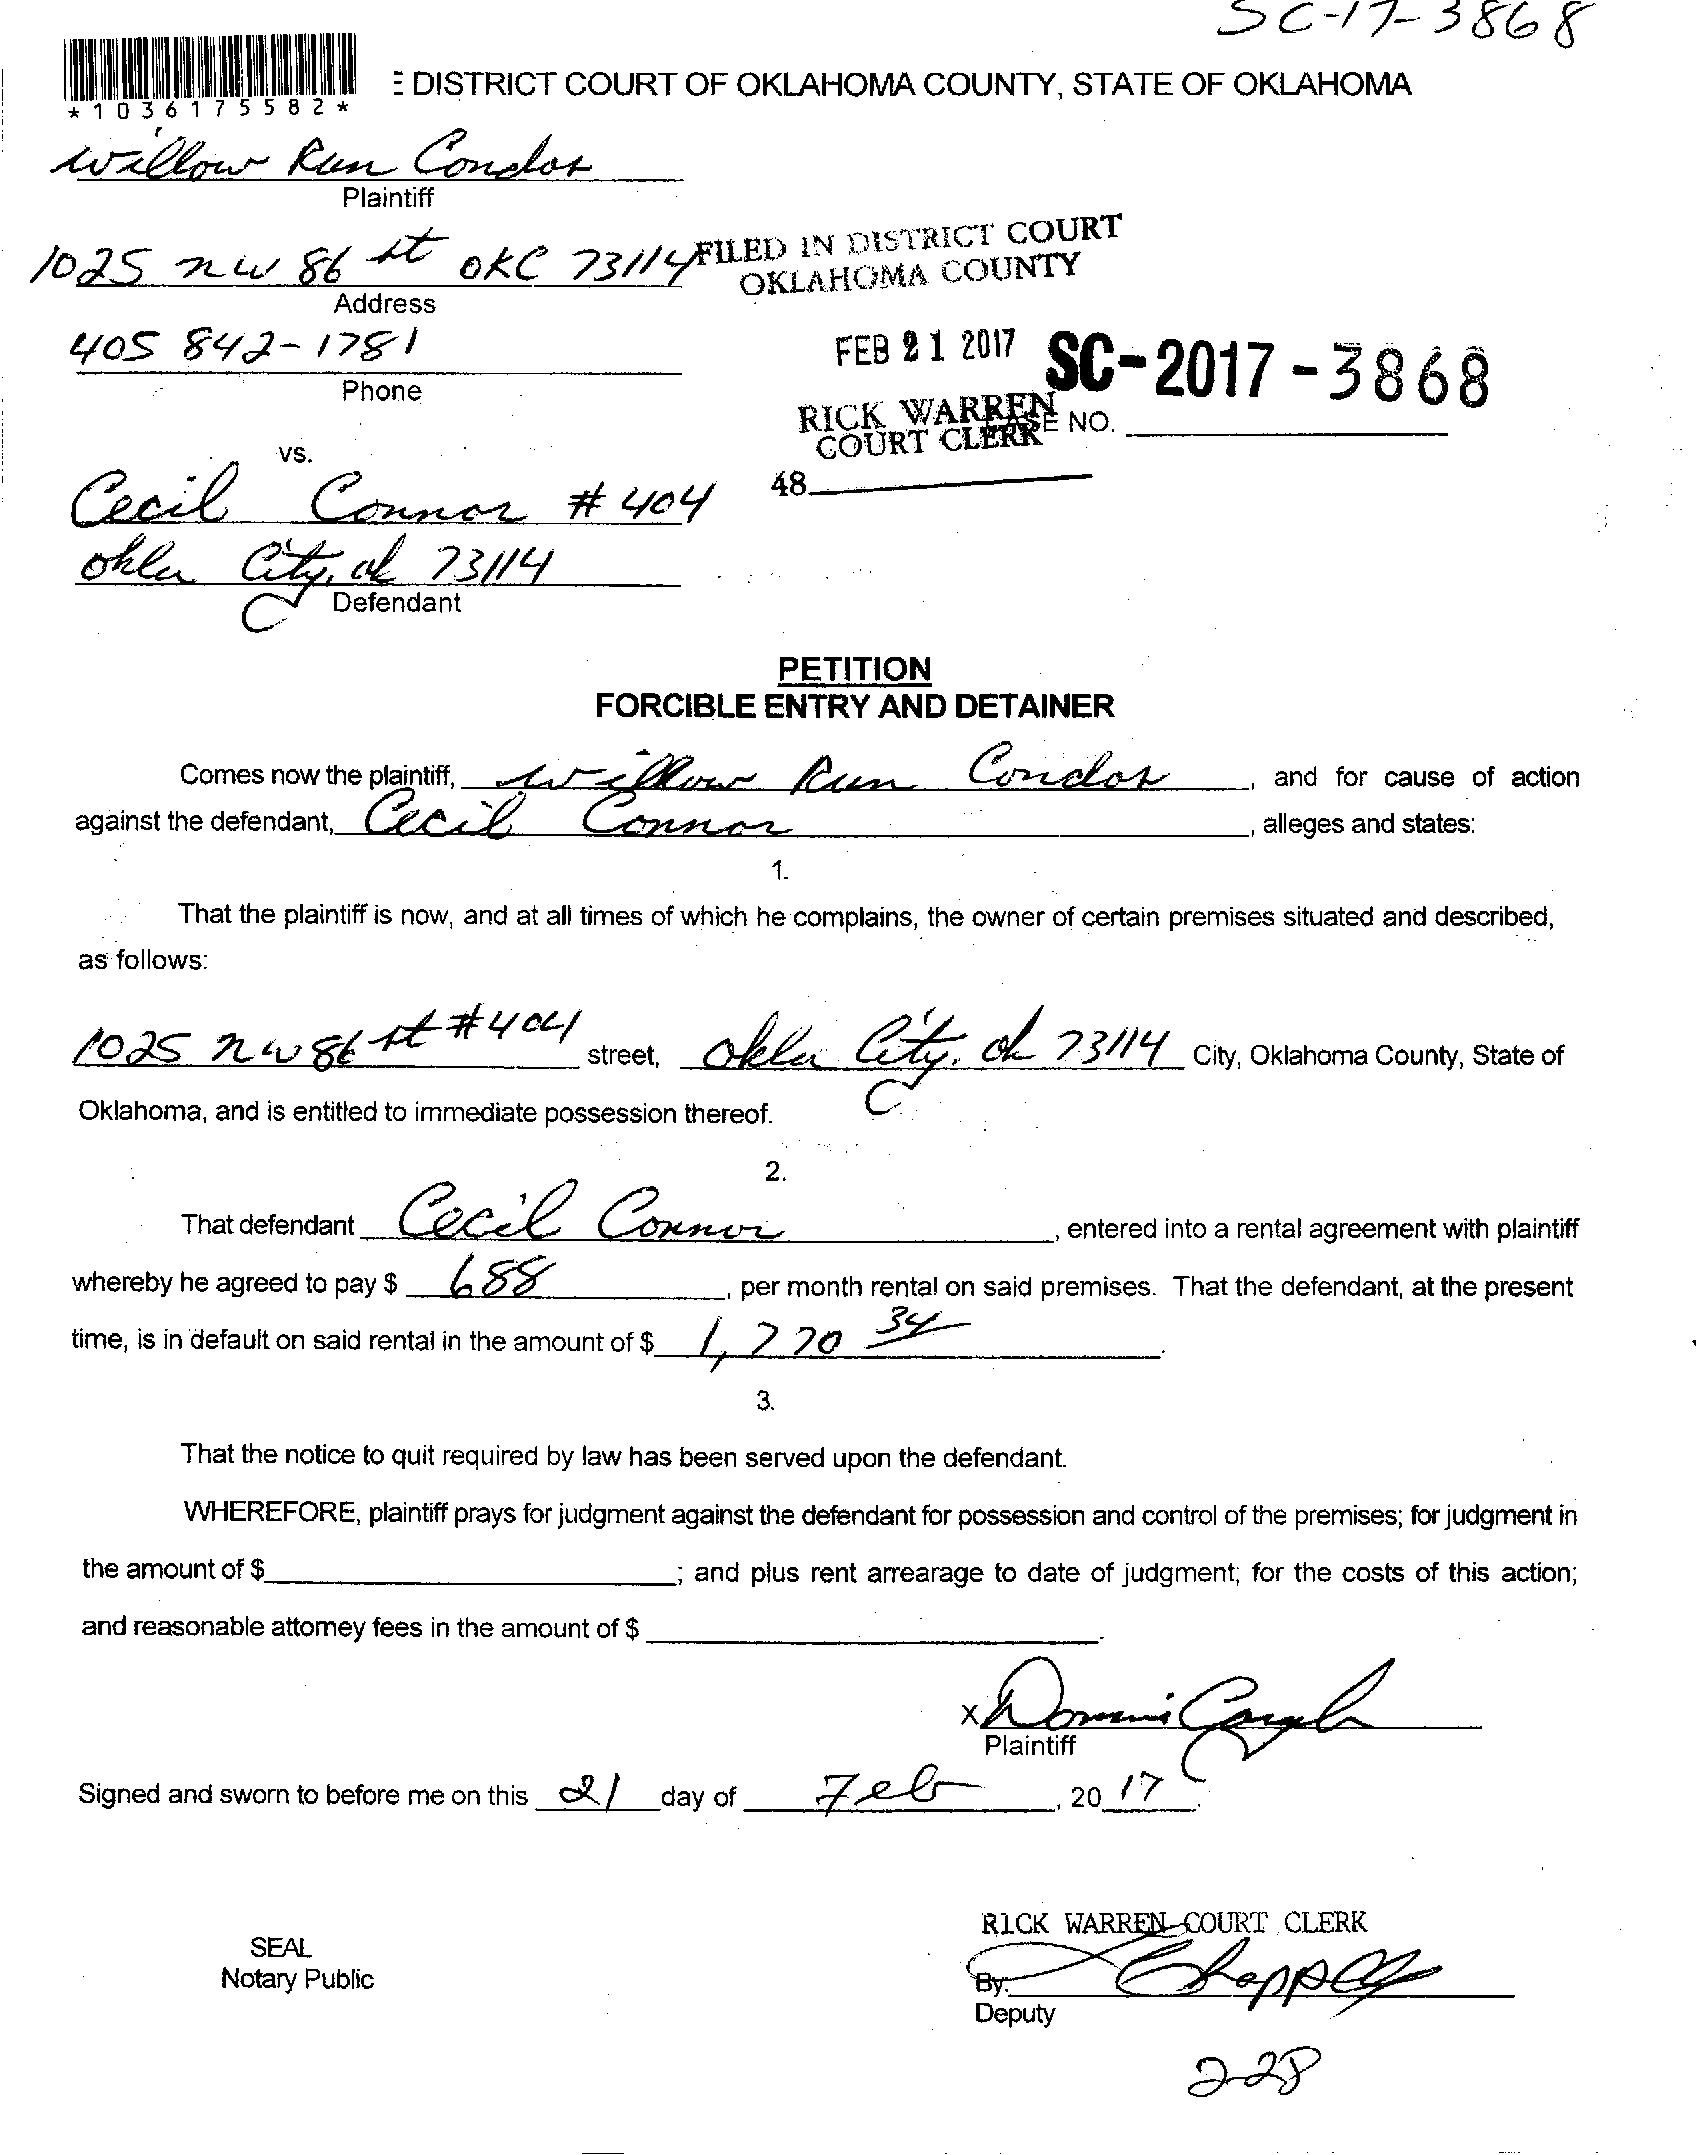 SC-17-3868
*1036175582*
E DISTRICT COURT OF OKLAHOMA COUNTY, STATE OF OKLAHOMA
Willow Run Condos
Plaintiff
1025 NW 86 st OKC 73114
FILED IN DISTRICT COURT
OKLAHOMA COUNTY
Address
405 842-1781
Phone
FEB 21 2017
SC-2017-3868
RICK WARREN
COURT CLERK
CASE NO.
48
vs.
Cecil Connor # 404
Okla City, ok 73114
Defendant
PETITION
FORCIBLE ENTRY AND DETAINER
Comes now the plaintiff, Willow Run Condos, and for cause of action
against the defendant, Cecil Connor, alleges and states:
1.
That the plaintiff is now, and at all times of which he complains, the owner of certain premises situated and described,
as follows:
1025 NW 86 st #404 street, Okla City, ok 73114 City, Oklahoma County, State of
Oklahoma, and is entitled to immediate possession thereof.
2.
That defendant Cecil Connor, entered into a rental agreement with plaintiff
whereby he agreed to pay $ 688, per month rental on said premises. That the defendant, at the present
time, is in default on said rental in the amount of $ 1,770 34.
3.
That the notice to quit required by law has been served upon the defendant.
WHEREFORE, plaintiff prays for judgment against the defendant for possession and control of the premises; for judgment in
the amount of $; and plus rent arrearage to date of judgment; for the costs of this action;
and reasonable attorney fees in the amount of $.
X
Plaintiff
Signed and sworn to before me on this 21 day of Feb, 2017.
RICK WARREN COURT CLERK
SEAL
Notary Public
By:
Deputy
228